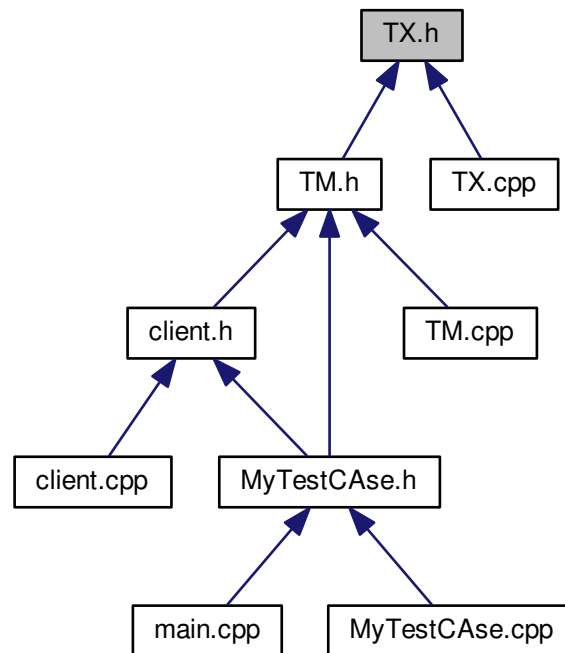 TX.h
TM.h
TX.cpp
client.h
TM.cpp
client.cpp
MyTestCAse.h
main.cpp
MyTestCAse.cpp